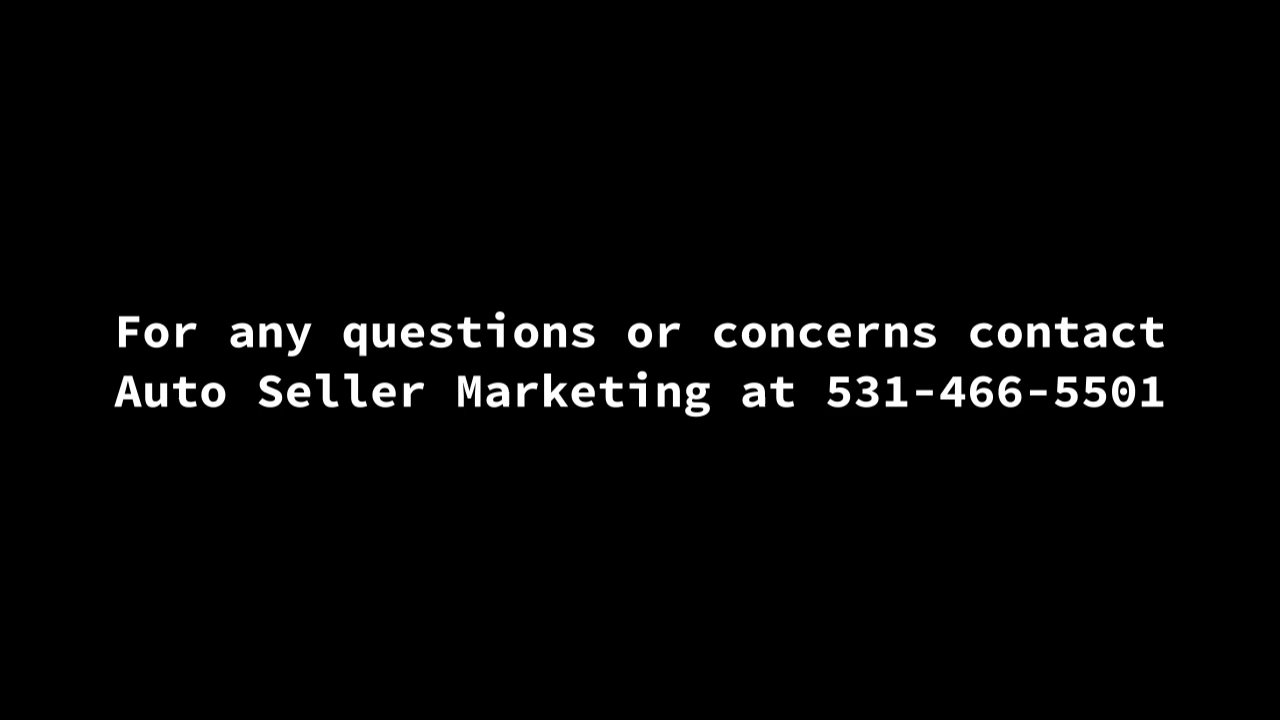 For any questions or concerns contact
Auto Seller Marketing at 531-466-5501